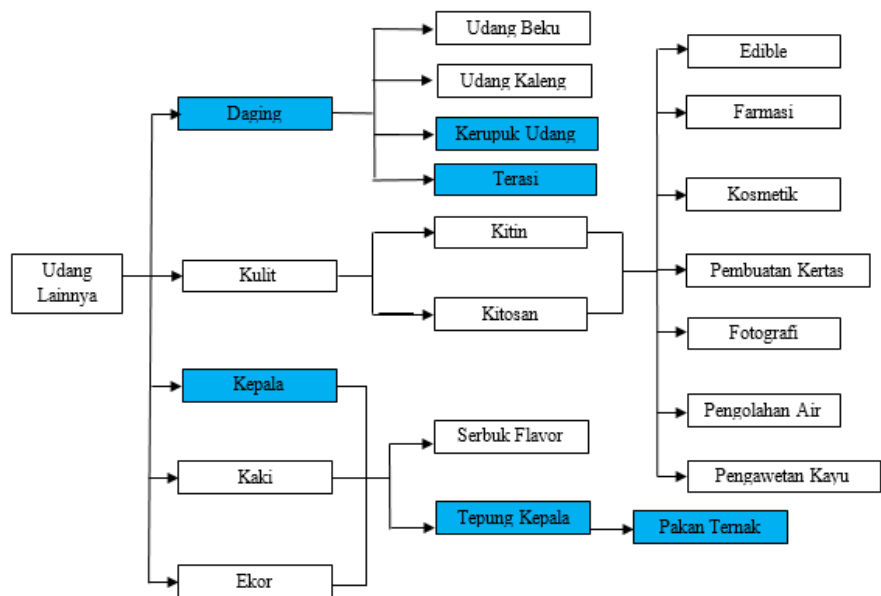 Udang
Lainnya
Daging
Kulit
Kepala
Kaki
Ekor
Udang Beku
Udang Kaleng
Kerupuk Udang
Terasi
Kitin
Kitosan
Serbuk Flavor
Tepung Kepala
Pakan Ternak
Edible
Farmasi
Kosmetik
Pembuatan Kertas
Fotografi
Pengolahan Air
Pengawetan Kayu